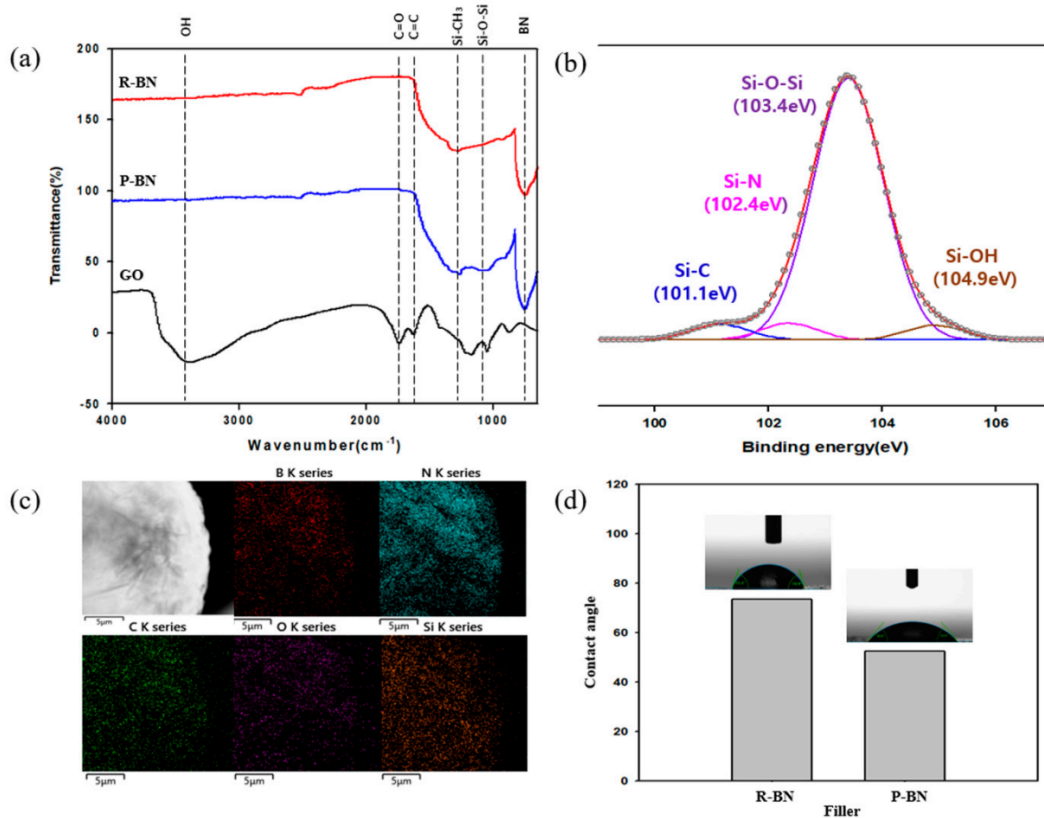 (a)
OH
C=O
C=C
Si-CH3
Si-O-Si
BN
200
150
100
50
0
-50
R-BN
P-BN
GO
Transmittance(%)
4000 3000 2000 1000
Wavenumber(cm-1)
(b)
Si-O-Si
(103.4eV)
Si-N
(102.4eV)
Si-C
(101.1eV)
Si-OH
(104.9eV)
100 102 104 106
Binding energy(eV)
(c)
B K series
N K series
5μm
5μm
5μm
C K series
O K series
Si K series
5μm
5μm
5μm
(d)
120
100
80
60
40
20
0
Contact angle
R-BN P-BN
Filler